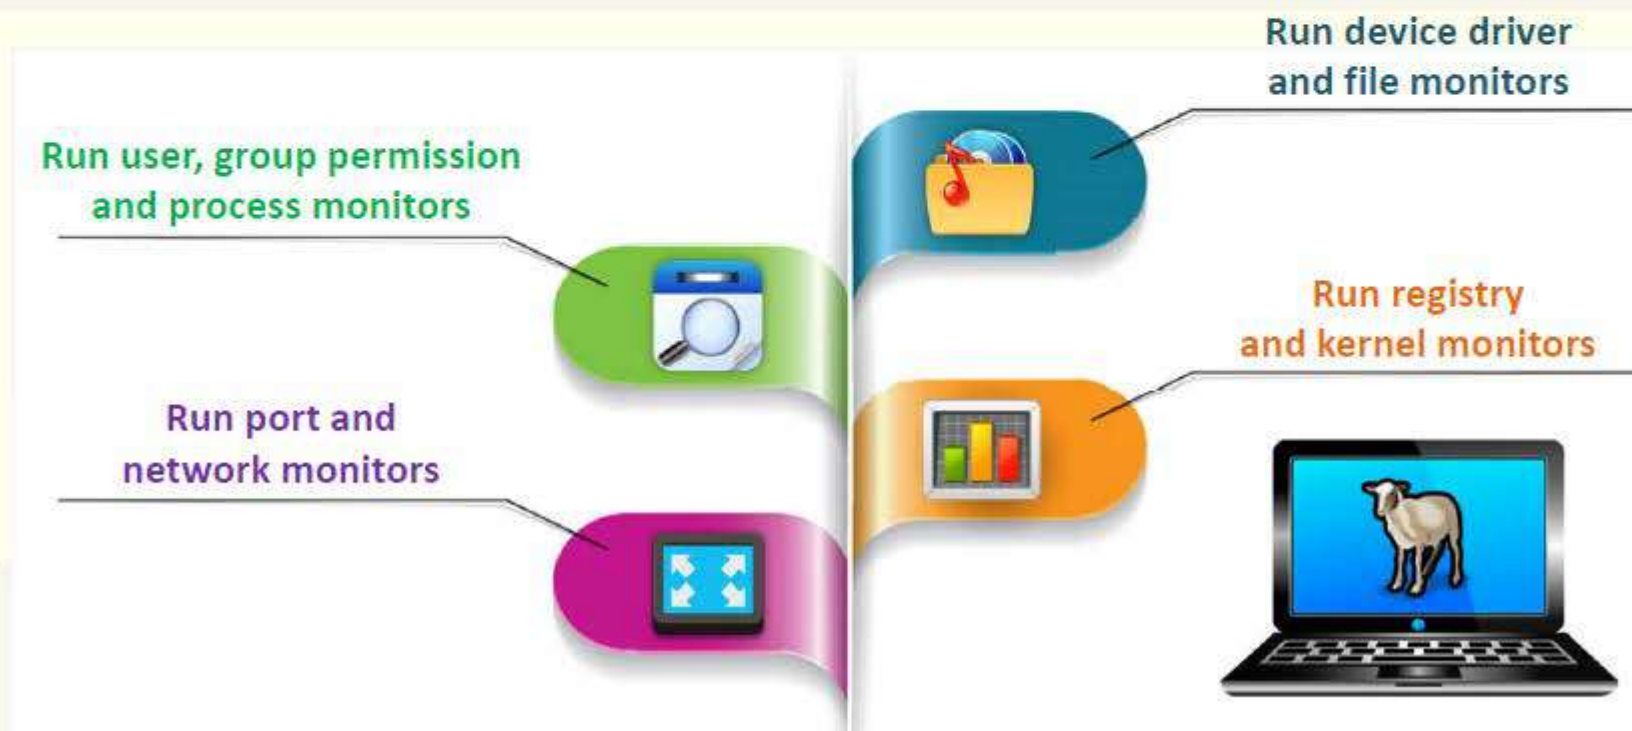 Run device driver
and file monitors
Run user, group permission
and process monitors
Run registry
and kernel monitors
Run port and
network monitors